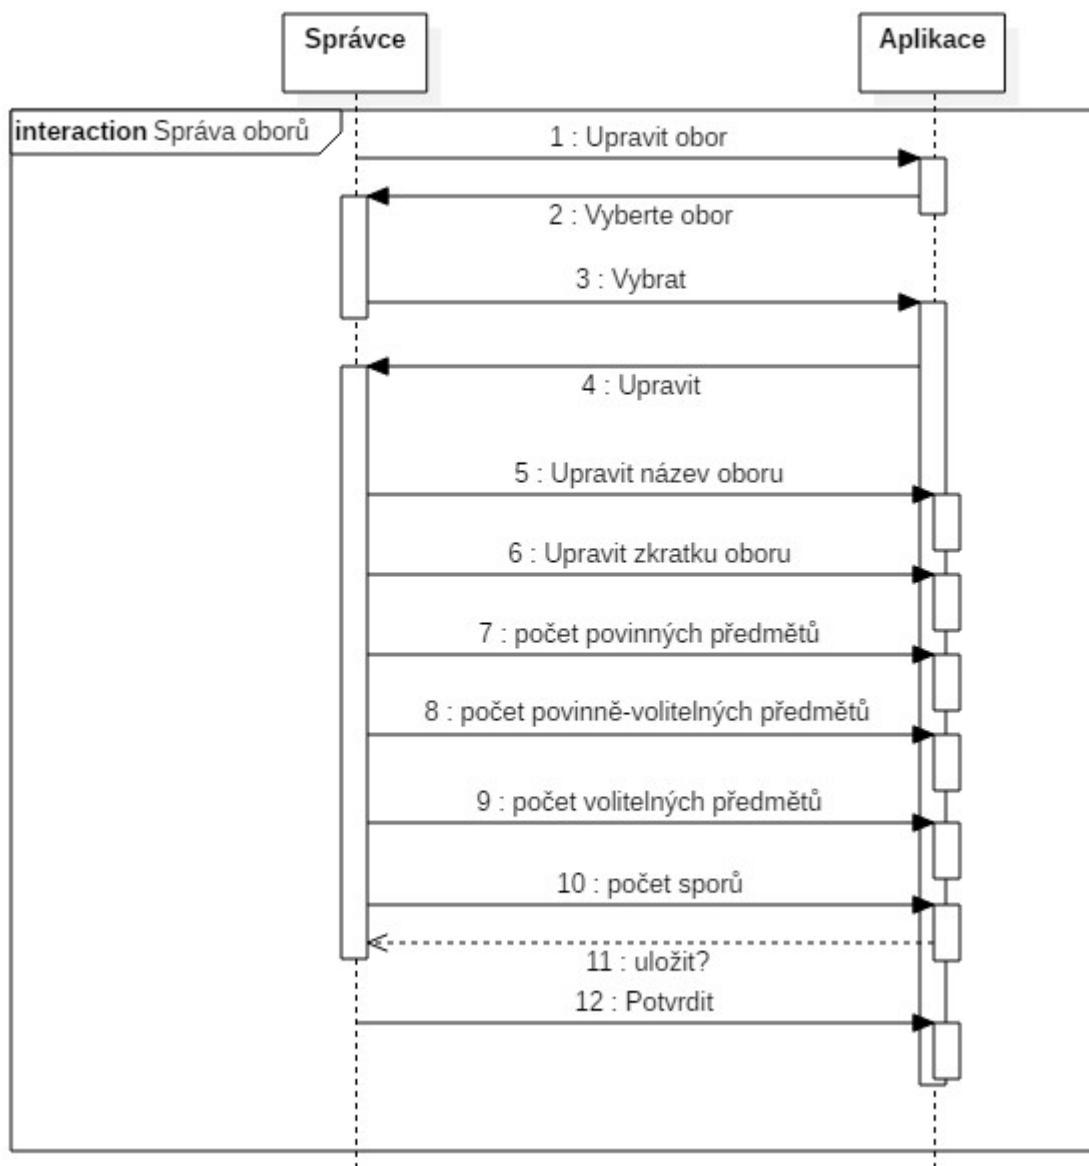 Správce
Aplikace
interaction Správa oborů
1 : Upravit obor
2 : Vyberte obor
3 : Vybrat
4 : Upravit
5 : Upravit název oboru
6 : Upravit zkratku oboru
7 : počet povinných předmětů
8 : počet povinně-volitelných předmětů
9 : počet volitelných předmětů
10 : počet sporů
11 : uložit?
12 : Potvrdit